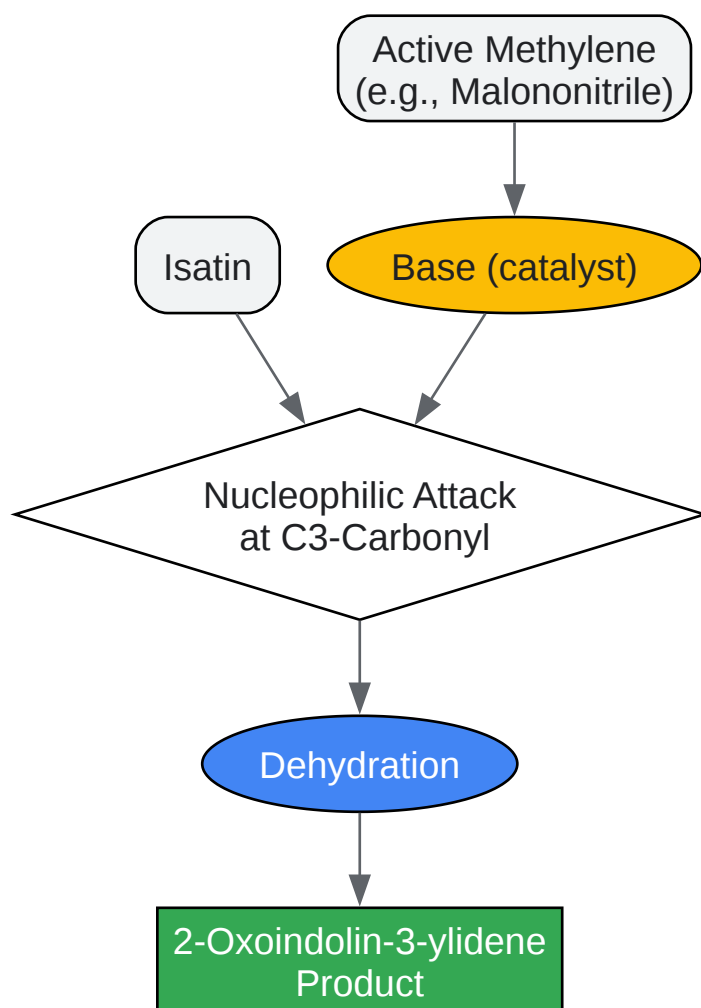 Active Methylene
(e.g., Malononitrile)
Isatin
Base (catalyst)
Nucleophilic Attack
at C3-Carbonyl
Dehydration
2-Oxoindolin-3-ylidene
Product